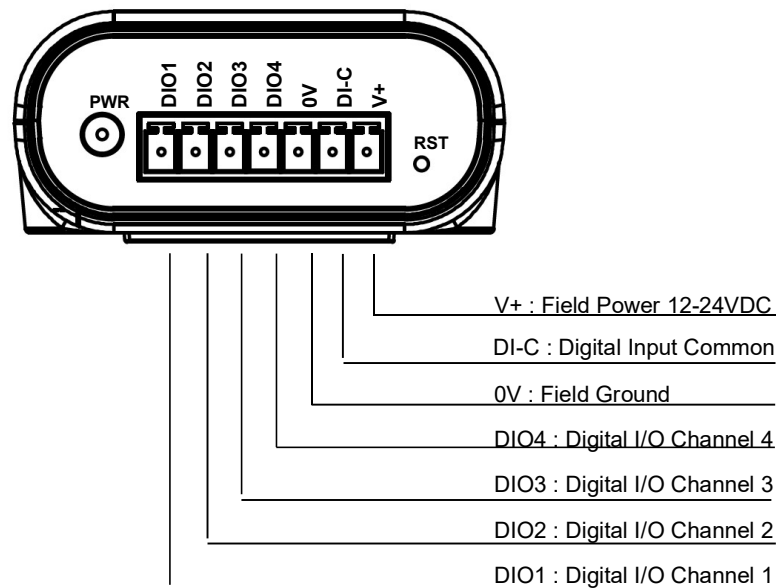 PWR
DIO1
DIO2
DIO3
DIO4
0V
DI-C
V+
RST
V+ : Field Power 12-24VDC
DI-C : Digital Input Common
0V : Field Ground
DIO4 : Digital I/O Channel 4
DIO3 : Digital I/O Channel 3
DIO2 : Digital I/O Channel 2
DIO1 : Digital I/O Channel 1